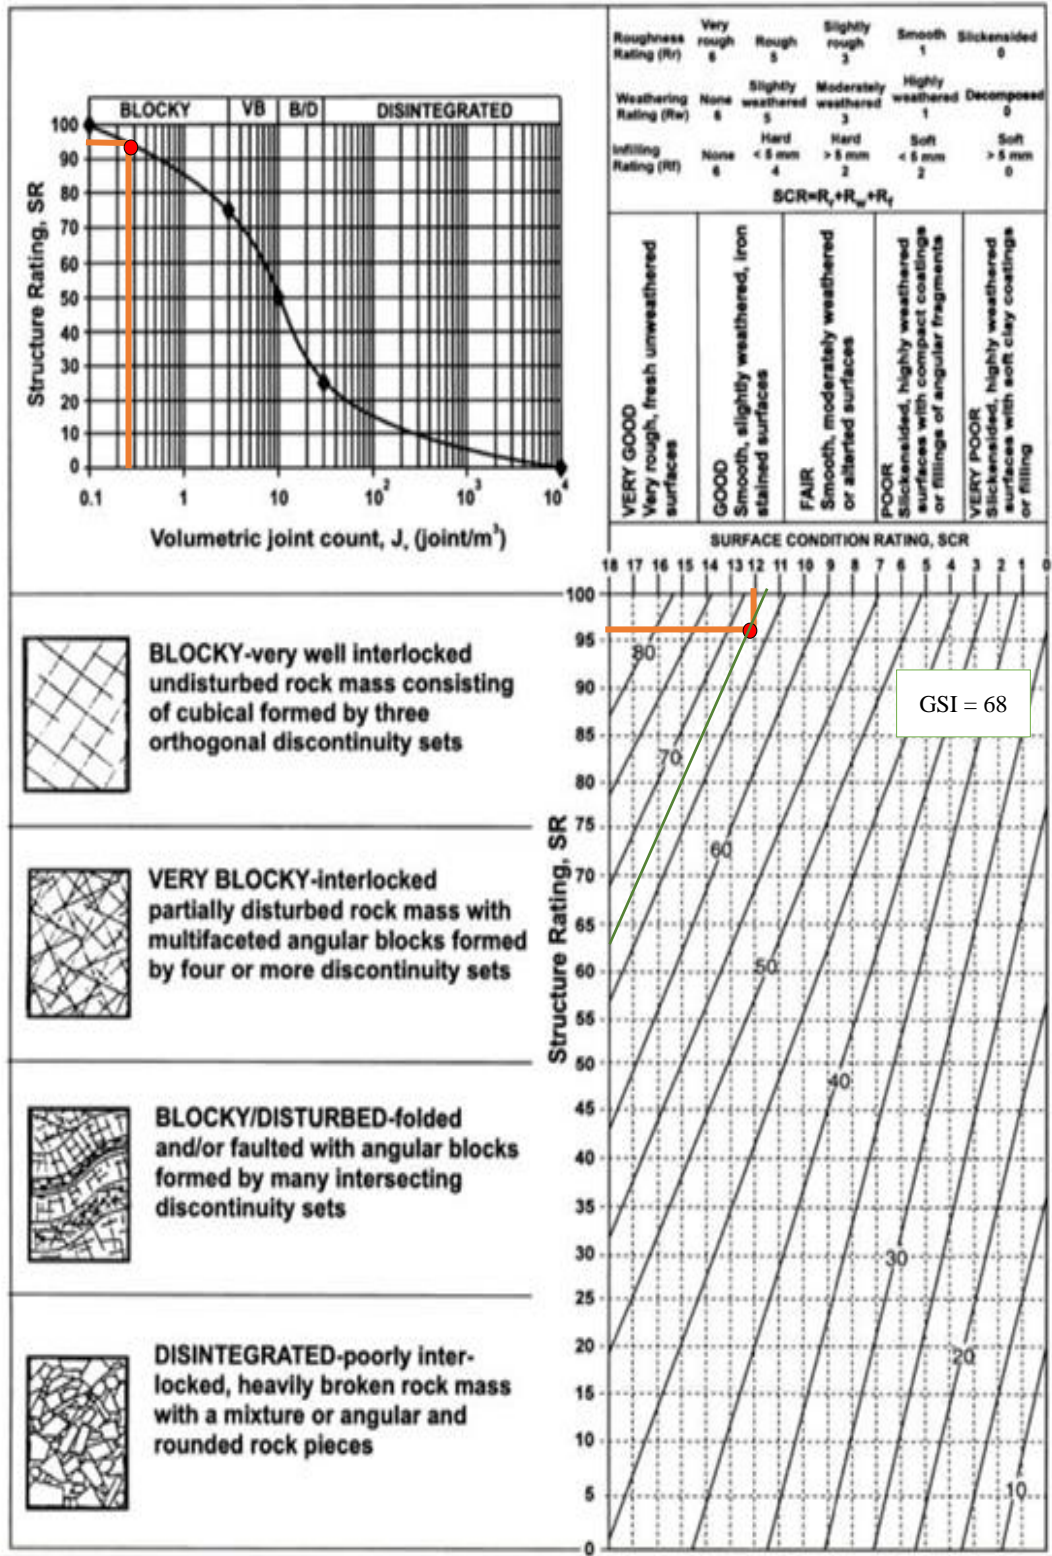 BLOCKY VB B/D DISINTEGRATED
100
90
80
70
60
50
40
30
20
10
0
Structure Rating, SR
0.1 1 10 10² 10³ 10⁴
Volumetric joint count, Jᵥ (joint/m³)
Roughness Rating (Rr)
Very rough 6
Rough 5
Slightly rough 3
Smooth 1
Slickensided 0
Weathering Rating (Rw)
None 6
Slightly weathered 5
Moderately weathered 3
Highly weathered 1
Decomposed 0
Infilling Rating (Rf)
None 6
Hard < 5 mm 4
Hard > 5 mm 2
Soft < 5 mm 2
Soft > 5 mm 0
SCR=Rr+Rw+Rf
VERY GOOD
Very rough, fresh unweathered
surfaces
GOOD
Smooth, slightly weathered, iron
stained surfaces
FAIR
Smooth, moderately weathered
or alterted surfaces
POOR
Slickensided, highly weathered
surfaces with compact coatings
or fillings of angular fragments
VERY POOR
Slickensided, highly weathered
surfaces with soft clay coatings
or filling
SURFACE CONDITION RATING, SCR
18 17 16 15 14 13 12 11 10 9 8 7 6 5 4 3 2 1 0
BLOCKY-very well interlocked
undisturbed rock mass consisting
of cubical formed by three
orthogonal discontinuity sets
VERY BLOCKY-interlocked
partially disturbed rock mass with
multifaceted angular blocks formed
by four or more discontinuity sets
BLOCKY/DISTURBED-folded
and/or faulted with angular blocks
formed by many intersecting
discontinuity sets
DISINTEGRATED-poorly inter-
locked, heavily broken rock mass
with a mixture or angular and
rounded rock pieces
Structure Rating, SR
100
95
90
85
80
75
70
65
60
55
50
45
40
35
30
25
20
15
10
5
0
80
70
60
50
40
30
20
10
GSI = 68